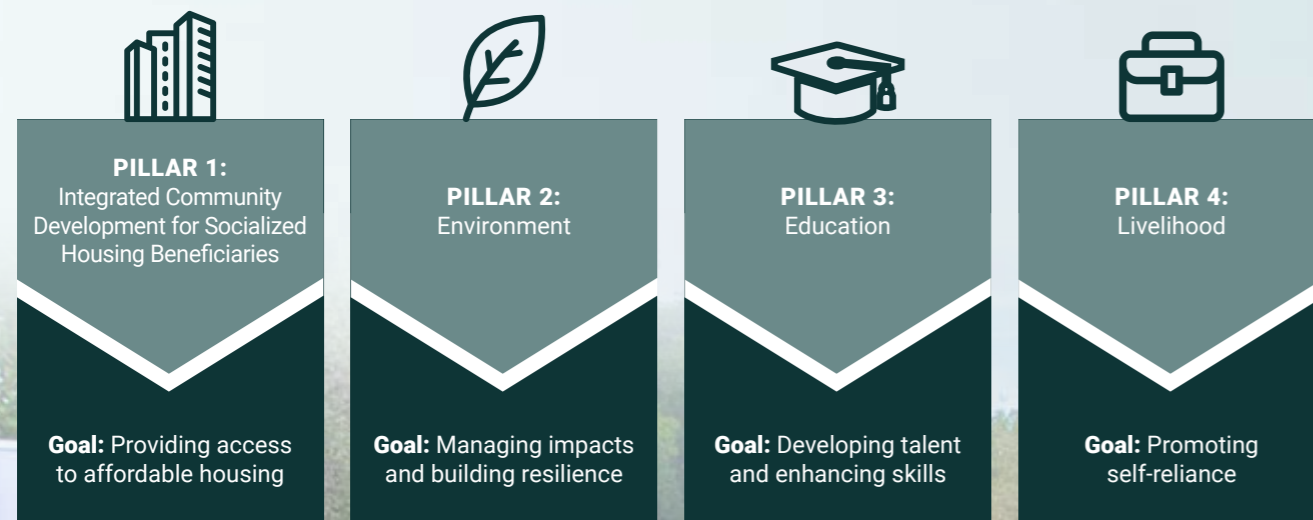 PILLAR 1:
Integrated Community
Development for Socialized
Housing Beneficiaries
Goal: Providing access
to affordable housing
PILLAR 2:
Environment
Goal: Managing impacts
and building resilience
PILLAR 3:
Education
Goal: Developing talent
and enhancing skills
PILLAR 4:
Livelihood
Goal: Promoting
self-reliance